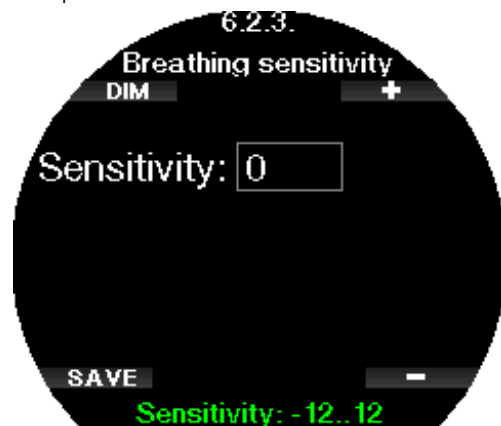 6.2.3.
Breathing sensitivity
DIM +
Sensitivity: 0
SAVE -
Sensitivity: -12..12